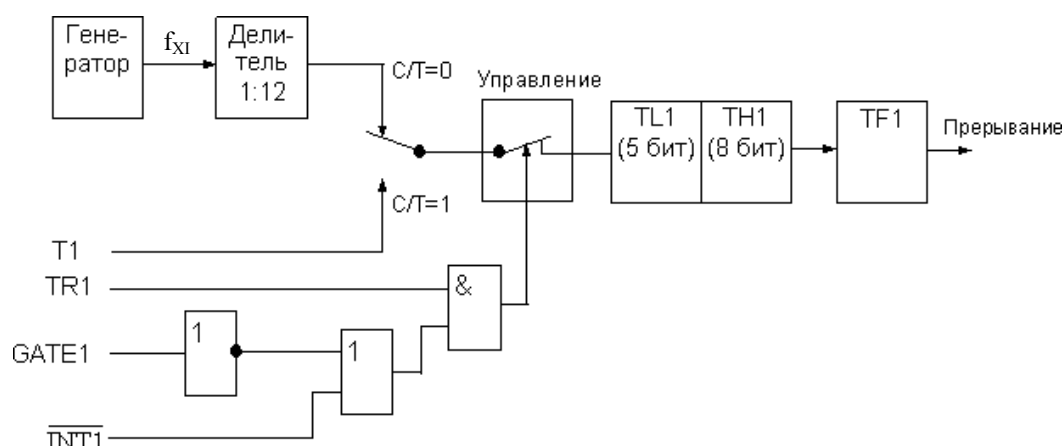 Гене-
ратор
f_XI
Дели-
тель
1:12
C/T=0
Управление
TL1
(5 бит)
TH1
(8 бит)
TF1
Прерывание
C/T=1
T1
TR1
&
GATE1
1
1
INT1